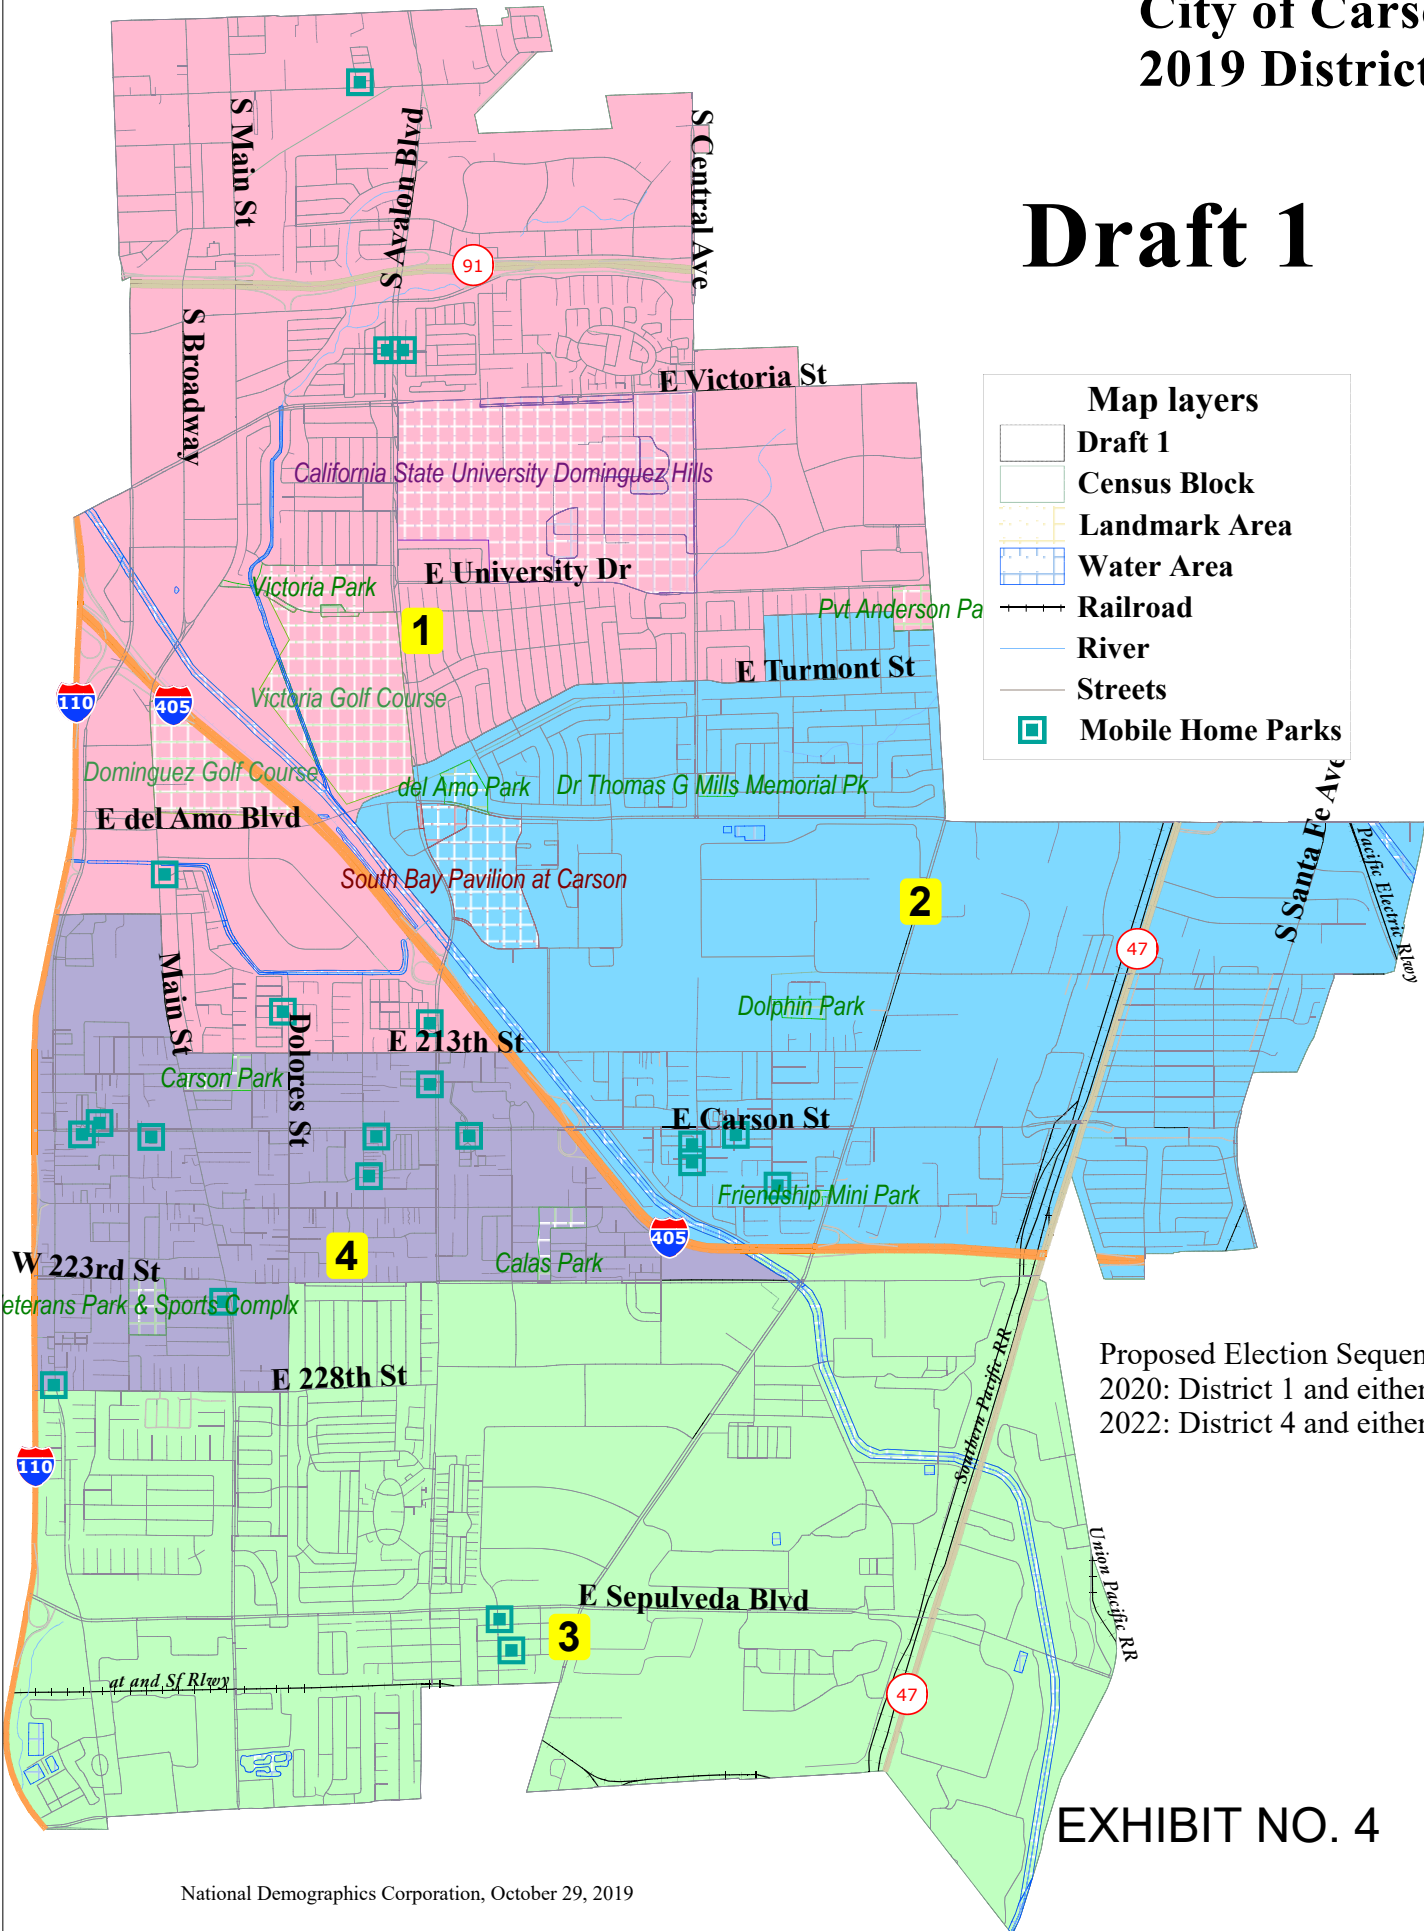 City of Cars
2019 District
Draft 1
S Main St
S Avalon Blvd
S Central Ave
91
S Broadway
E Victoria St
Map layers
Draft 1
Census Block
Landmark Area
Water Area
Railroad
River
Streets
Mobile Home Parks
California State University Dominguez Hills
E University Dr
Victoria Park
Pvt Anderson Pa
1
E Turmont St
Victoria Golf Course
110
405
Dominguez Golf Course
del Amo Park
Dr Thomas G Mills Memorial Pk
E del Amo Blvd
S Santa Fe Ave
Pacific Electric Rlwy
South Bay Pavilion at Carson
2
47
Main St
Dolphin Park
Dolores St
E 213th St
Carson Park
E Carson St
Friendship Mini Park
405
4
W 223rd St
Calas Park
eterans Park & Sports Complx
E 228th St
Southern Pacific RR
Proposed Election Sequen
2020: District 1 and either
2022: District 4 and either
110
Union Pacific RR
E Sepulveda Blvd
3
at and Sf Rlwy
47
EXHIBIT NO. 4
National Demographics Corporation, October 29, 2019